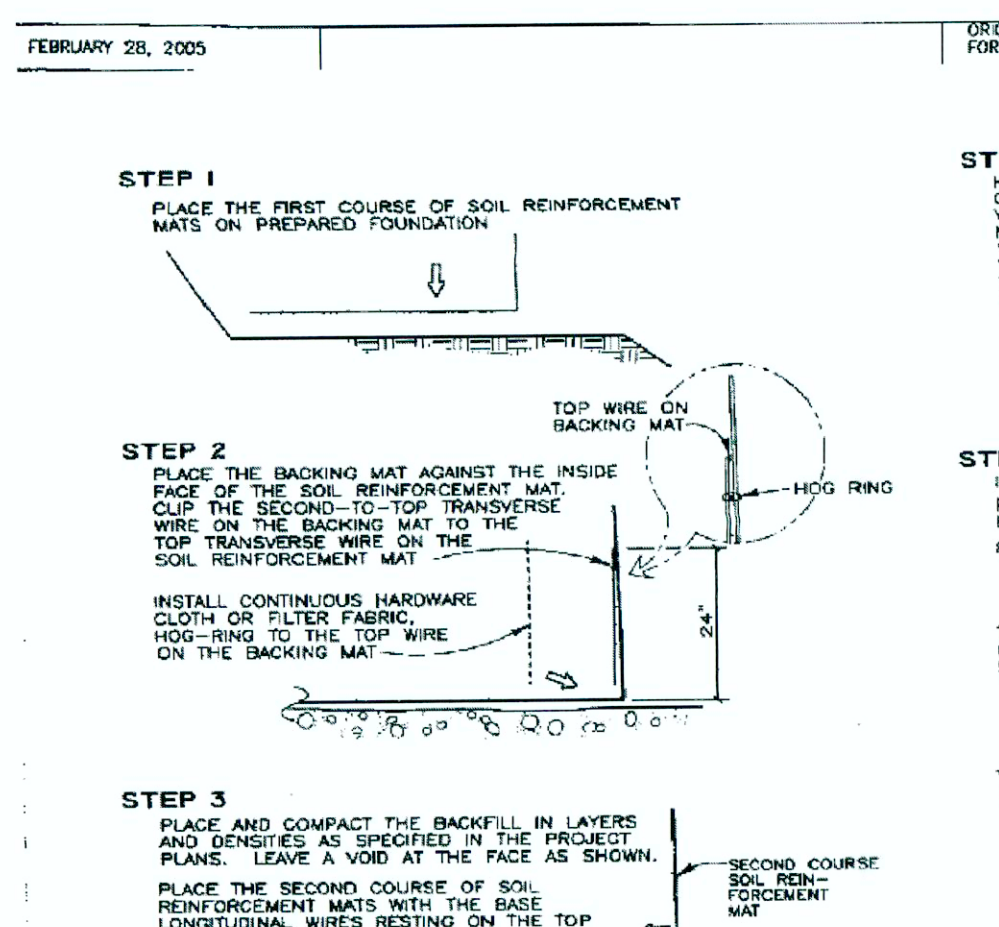 FEBRUARY 28, 2005
STEP 1
PLACE THE FIRST COURSE OF SOIL REINFORCEMENT
MATS ON PREPARED FOUNDATION
TOP WIRE ON
BACKING MAT
HOG RING
STEP 2
PLACE THE BACKING MAT AGAINST THE INSIDE
FACE OF THE SOIL REINFORCEMENT MAT.
CLIP THE SECOND-TO-TOP TRANSVERSE
WIRE ON THE BACKING MAT TO THE
TOP TRANSVERSE WIRE ON THE
SOIL REINFORCEMENT MAT
INSTALL CONTINUOUS HARDWARE
CLOTH OR FILTER FABRIC,
HOG-RING TO THE TOP WIRE
ON THE BACKING MAT
24"
STEP 3
PLACE AND COMPACT THE BACKFILL IN LAYERS
AND DENSITIES AS SPECIFIED IN THE PROJECT
PLANS. LEAVE A VOID AT THE FACE AS SHOWN.
PLACE THE SECOND COURSE OF SOIL
REINFORCEMENT MATS WITH THE BASE
LONGITUDINAL WIRES RESTING ON THE TOP
SECOND COURSE
SOIL REIN-
FORCEMENT
MAT